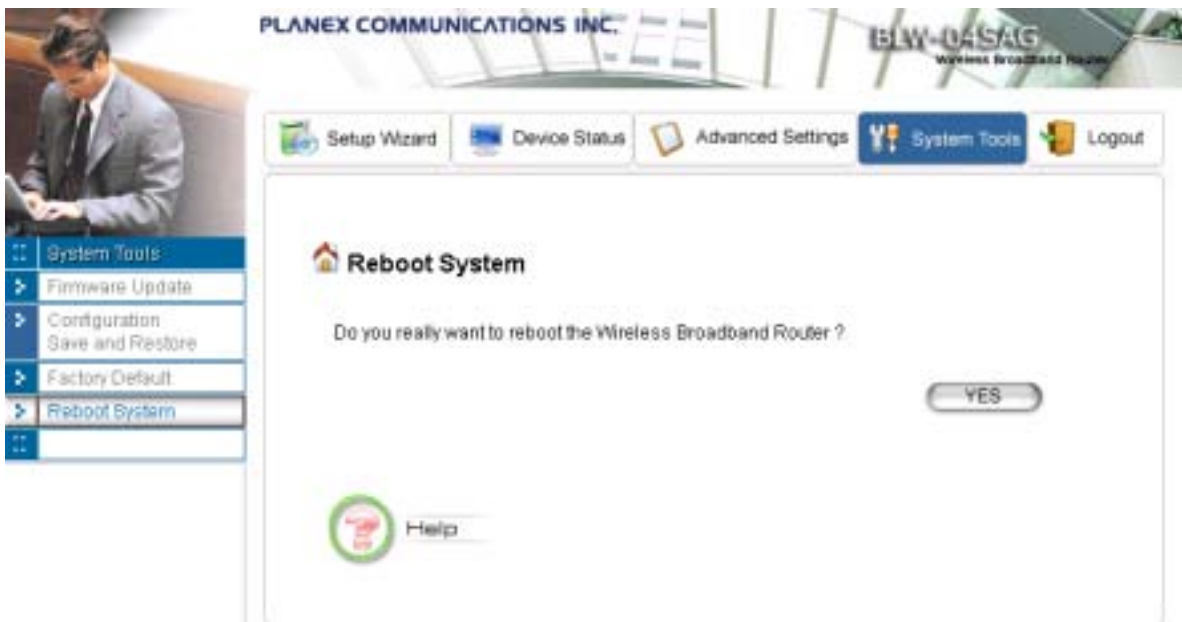 PLANEX COMMUNICATIONS INC.
BLW-04SAG
Wireless Broadband Router
Setup Wizard
Device Status
Advanced Settings
System Tools
Logout
System Tools
Firmware Update
Configuration
Save and Restore
Factory Default
Reboot System
Reboot System
Do you really want to reboot the Wireless Broadband Router ?
YES
Help